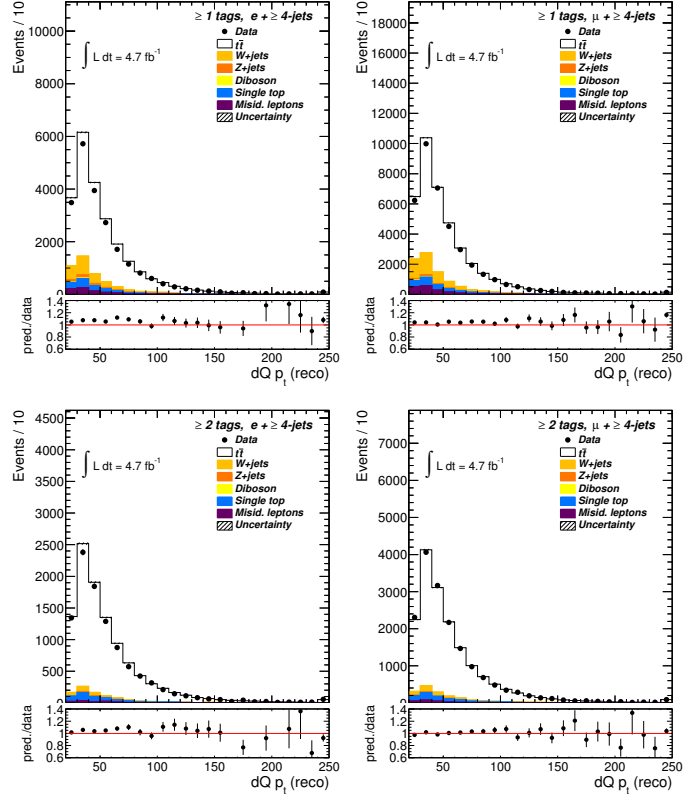 ≥ 1 tags, e + ≥ 4-jets
Events / 10
10000
8000
6000
4000
2000
∫ L dt = 4.7 fb⁻¹
Data
tt̄
W+jets
Z+jets
Diboson
Single top
Misid. leptons
Uncertainty
pred./data
1.4
1.2
1
0.8
0.6
50 100 150 200 250
dQ p_t (reco)
≥ 1 tags, μ + ≥ 4-jets
Events / 10
18000
16000
14000
12000
10000
8000
6000
4000
2000
0
∫ L dt = 4.7 fb⁻¹
Data
tt̄
W+jets
Z+jets
Diboson
Single top
Misid. leptons
Uncertainty
pred./data
1.4
1.2
1
0.8
0.6
50 100 150 200 250
dQ p_t (reco)
≥ 2 tags, e + ≥ 4-jets
Events / 10
4500
4000
3500
3000
2500
2000
1500
1000
500
0
∫ L dt = 4.7 fb⁻¹
Data
tt̄
W+jets
Z+jets
Diboson
Single top
Misid. leptons
Uncertainty
pred./data
1.4
1.2
1
0.8
0.6
50 100 150 200 250
dQ p_t (reco)
≥ 2 tags, μ + ≥ 4-jets
Events / 10
7000
6000
5000
4000
3000
2000
1000
0
∫ L dt = 4.7 fb⁻¹
Data
tt̄
W+jets
Z+jets
Diboson
Single top
Misid. leptons
Uncertainty
pred./data
1.4
1.2
1
0.8
0.6
50 100 150 200 250
dQ p_t (reco)